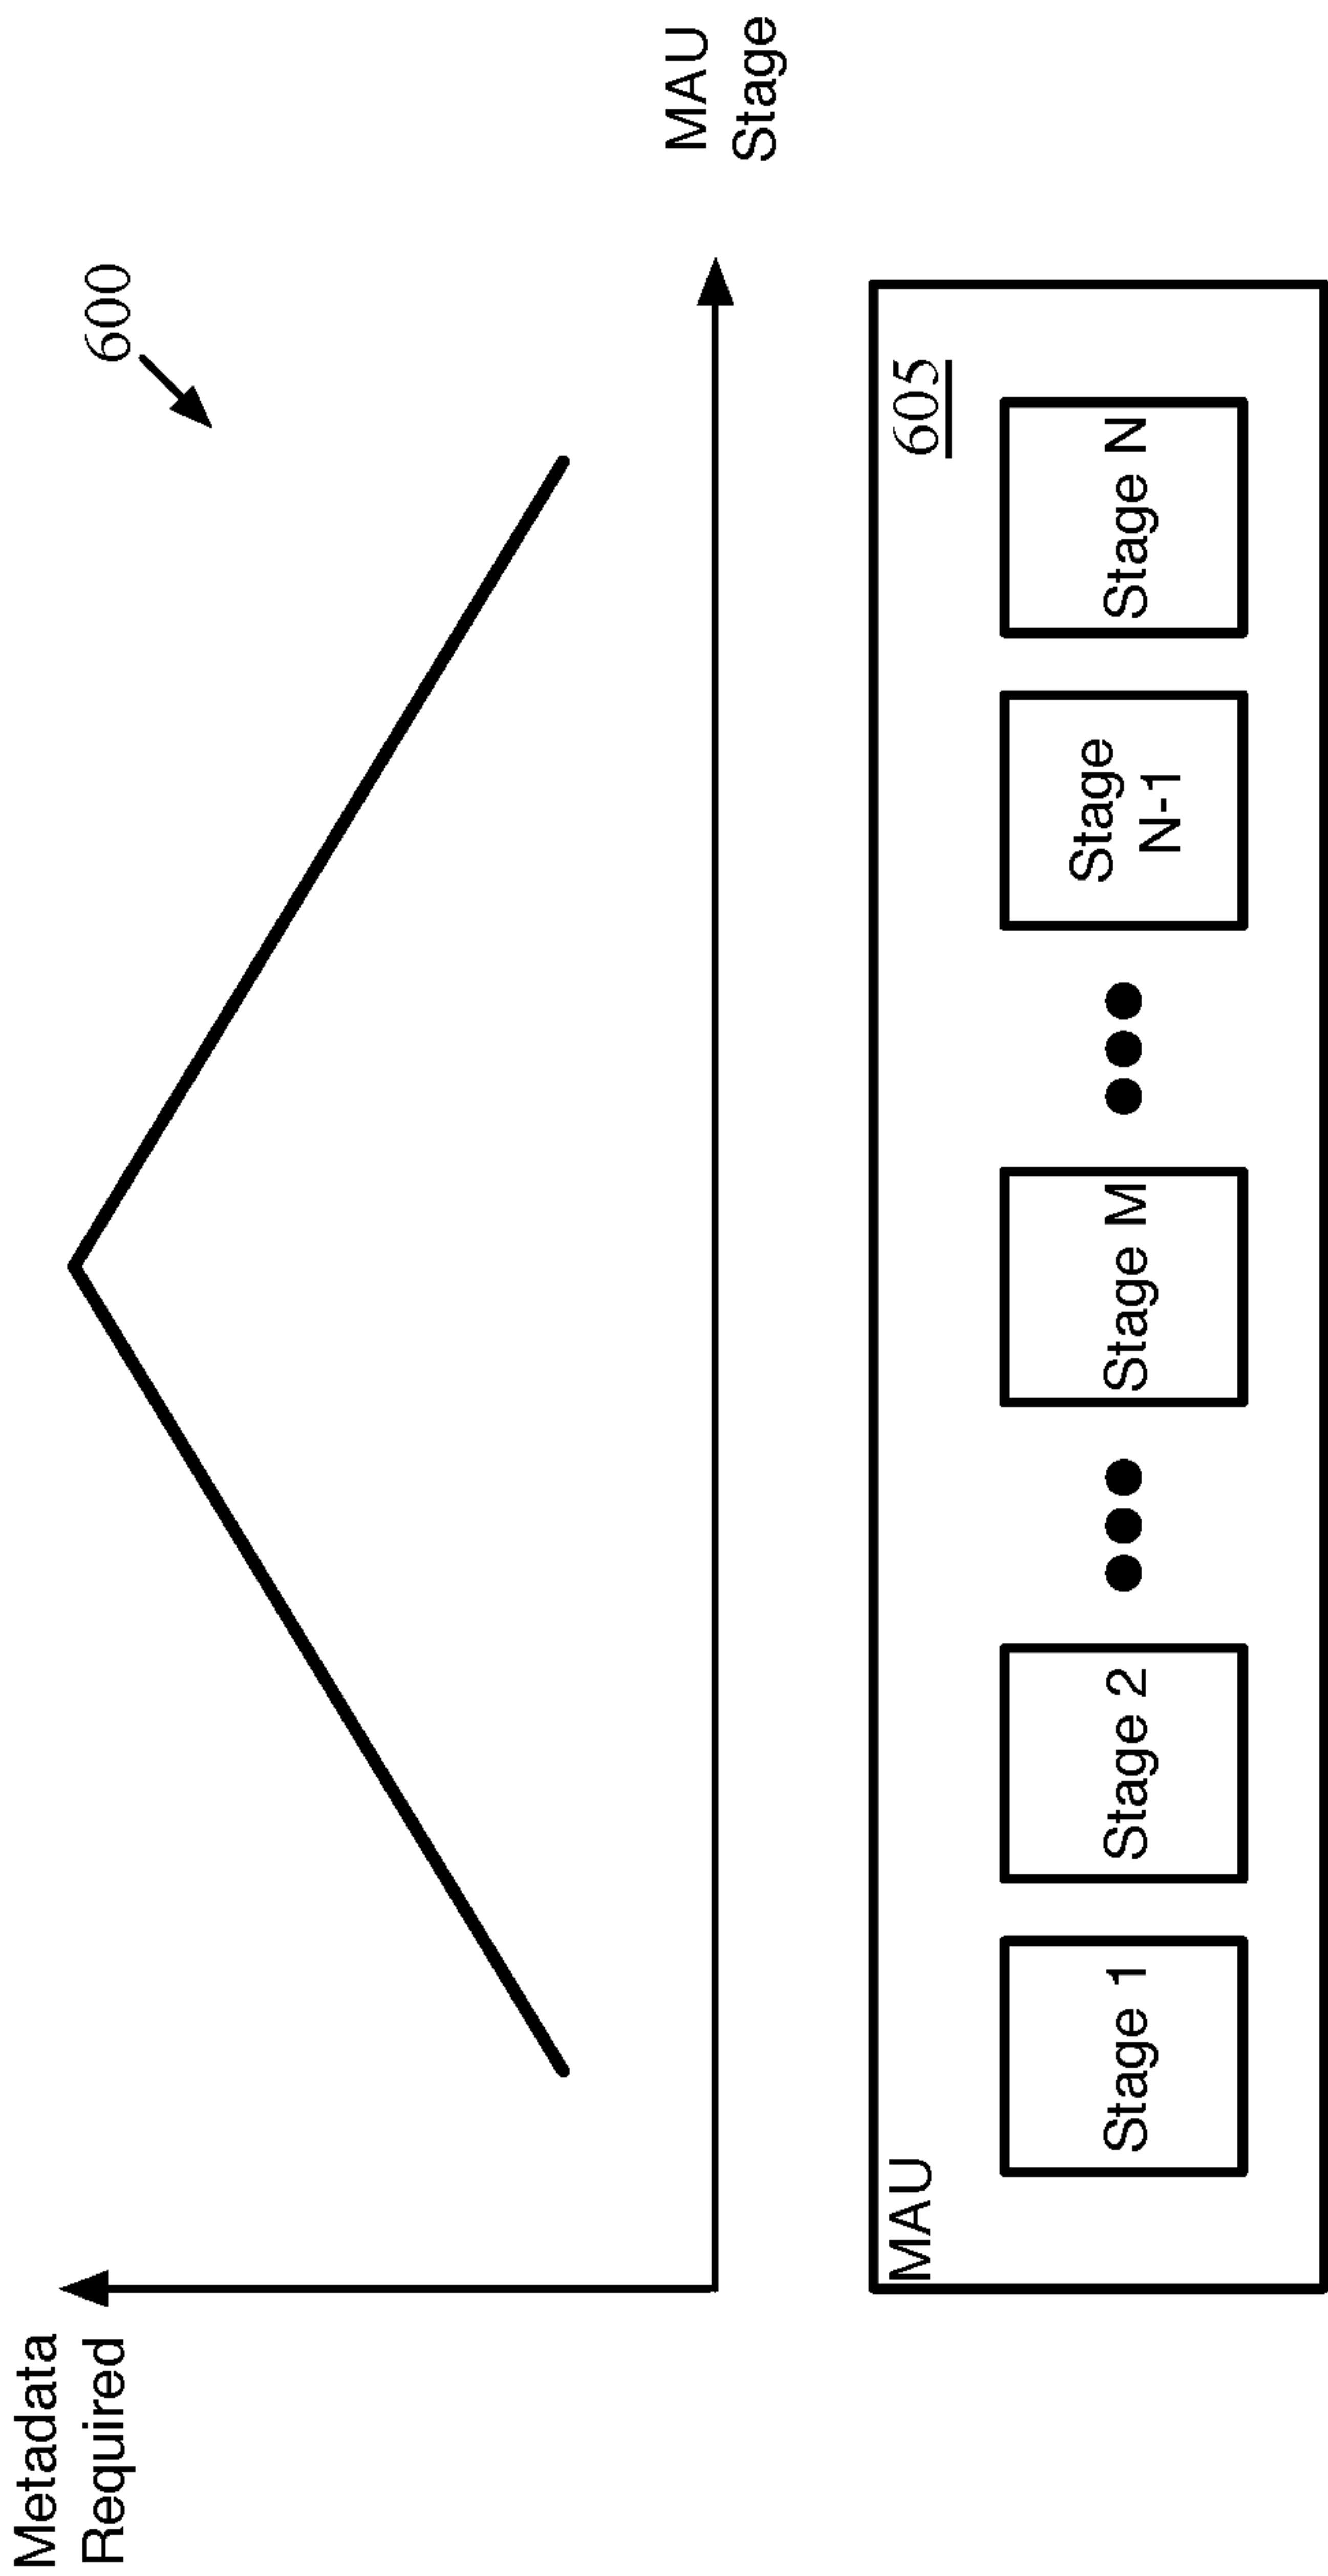 Metadata
Required
600
MAU
Stage
MAU
605
Stage 1
Stage 2
Stage M
Stage
N-1
Stage N